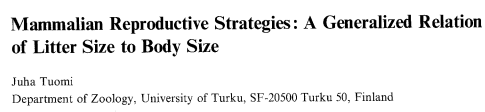 Mammalian Reproductive Strategies: A Generalized Relation
of Litter Size to Body Size
Juha Tuomi
Department of Zoology, University of Turku, SF-20500 Turku 50, Finland